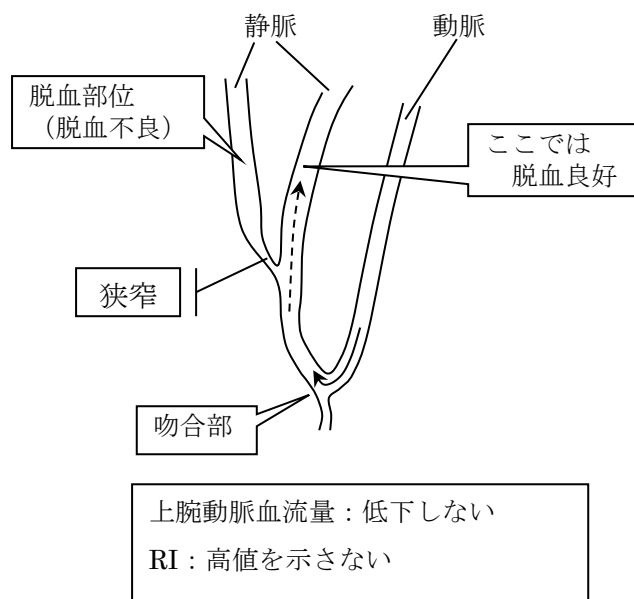 静脈
動脈
脱血部位
（脱血不良）
ここでは
脱血良好
狭窄
吻合部
上腕動脈血流量：低下しない
RI：高値を示さない